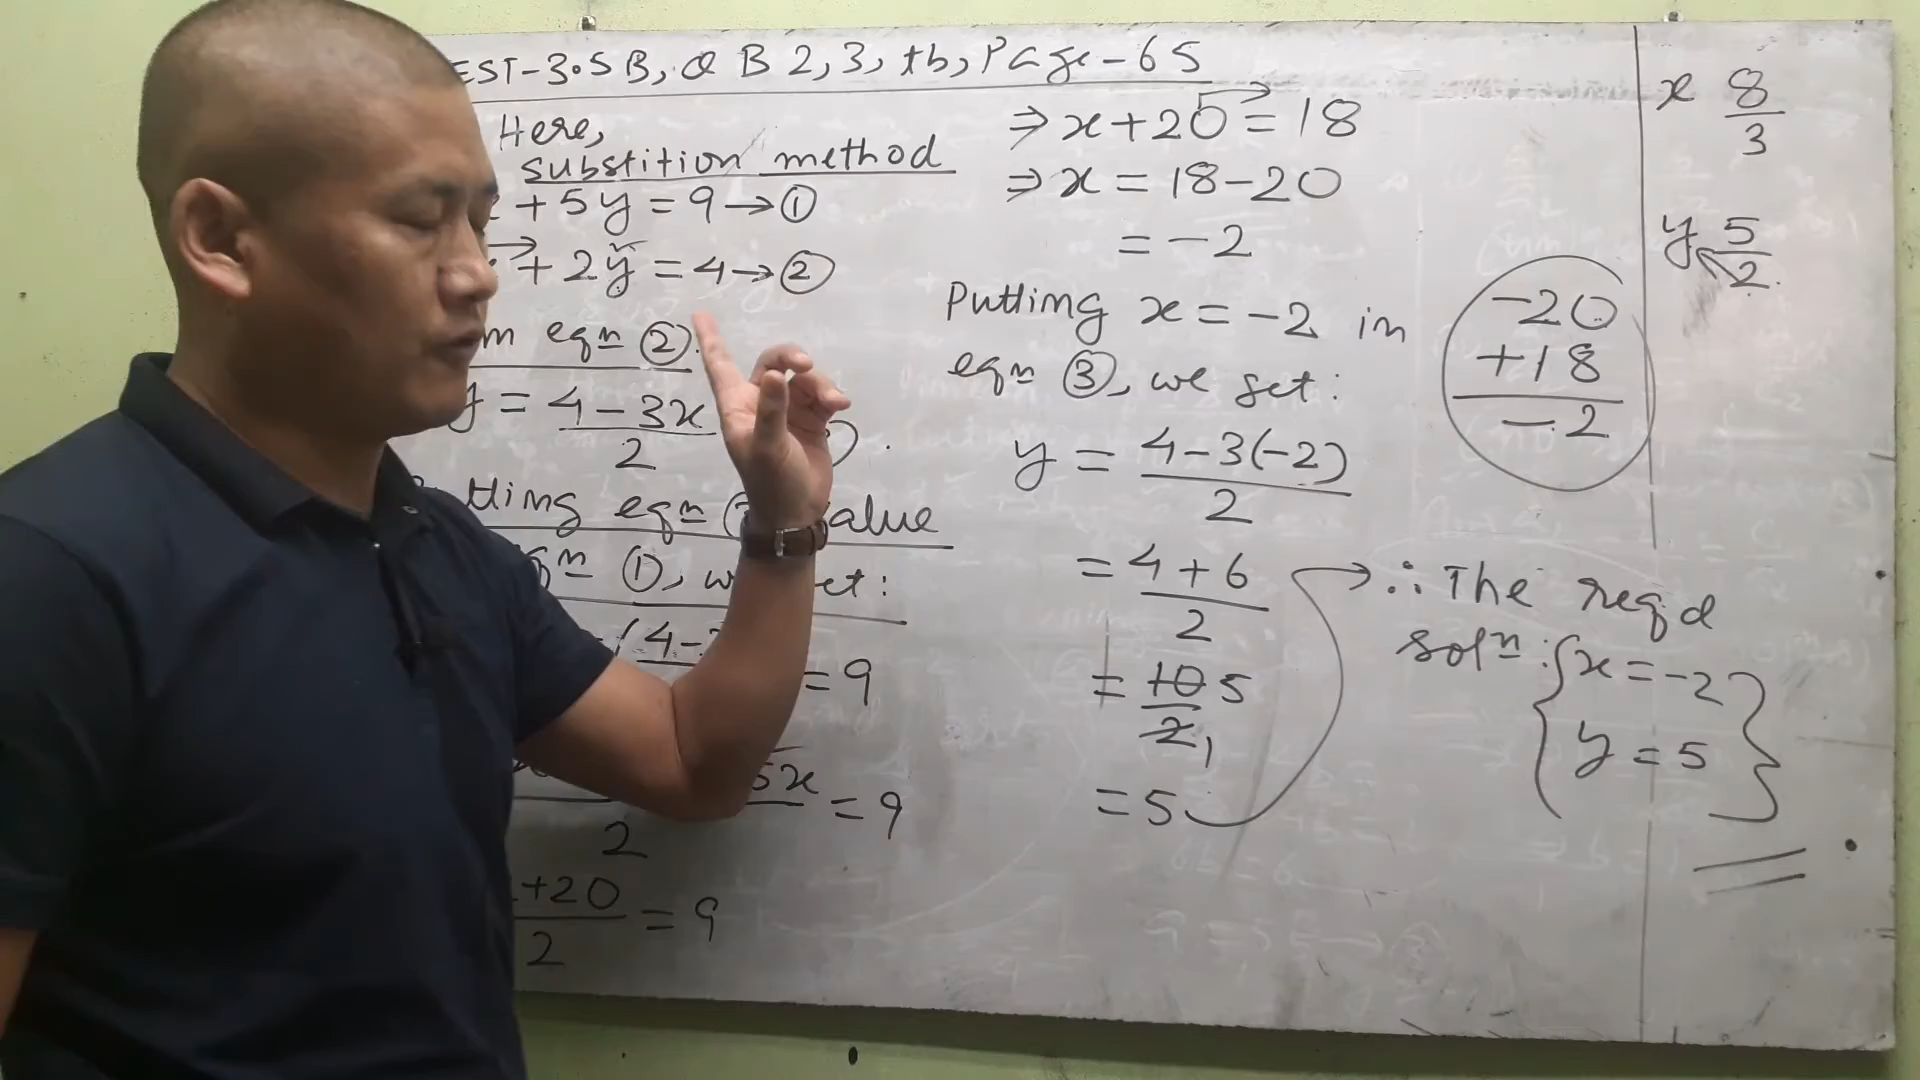 EST-3.5B, Q B 2, 3, tb, Page-65
Here,
substition method
+ 5y = 9 → ①
+ 2y = 4 → ②
m eqn ②
y = 4 - 3x
2
tting eqn value
①, w et:
4 -
= 9
5x = 9
2
+20 = 9
2
⇒ x + 20 = 18
⇒ x = 18 - 20
= -2
Putting x = -2 in
eqn ③, we get:
y = 4 - 3(-2)
2
= 4 + 6
2
= 10 5
2 1
= 5
-20
+18
-2
∴ The reqd
soln: { x = -2
y = 5 }
x 8
3
y 5
2